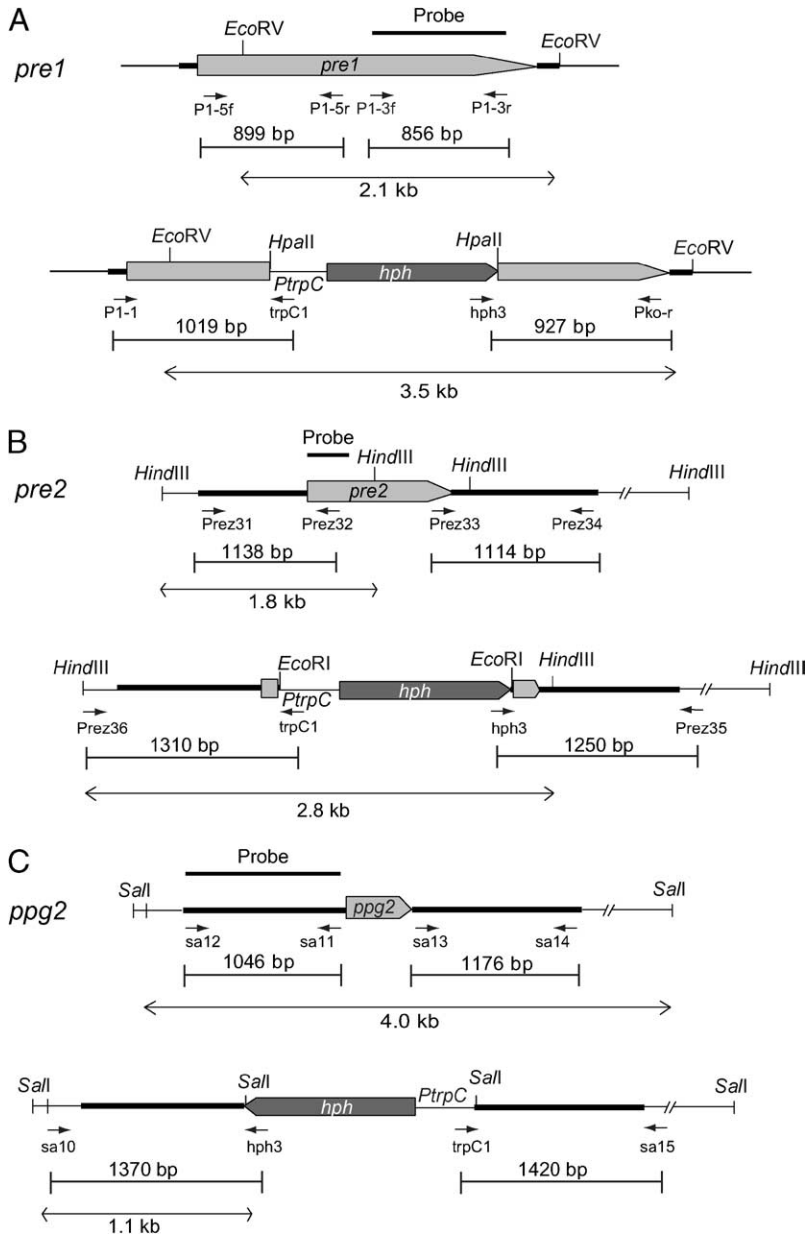 A
Probe
EcoRV
EcoRV
pre1
pre1
P1-5f
P1-5r
P1-3f
P1-3r
899 bp
856 bp
2.1 kb
EcoRV
HpaII
HpaII
EcoRV
hph
PtrpC
P1-1
trpC1
hph3
Pko-r
1019 bp
927 bp
3.5 kb
B
Probe
HindIII
HindIII
HindIII
HindIII
pre2
pre2
Prez31
Prez32
Prez33
Prez34
1138 bp
1114 bp
1.8 kb
HindIII
EcoRI
EcoRI
HindIII
HindIII
hph
PtrpC
Prez36
trpC1
hph3
Prez35
1310 bp
1250 bp
2.8 kb
C
Probe
SalI
SalI
ppg2
ppg2
sa12
sa11
sa13
sa14
1046 bp
1176 bp
4.0 kb
SalI
SalI
PtrpC
SalI
SalI
hph
sa10
hph3
trpC1
sa15
1370 bp
1420 bp
1.1 kb